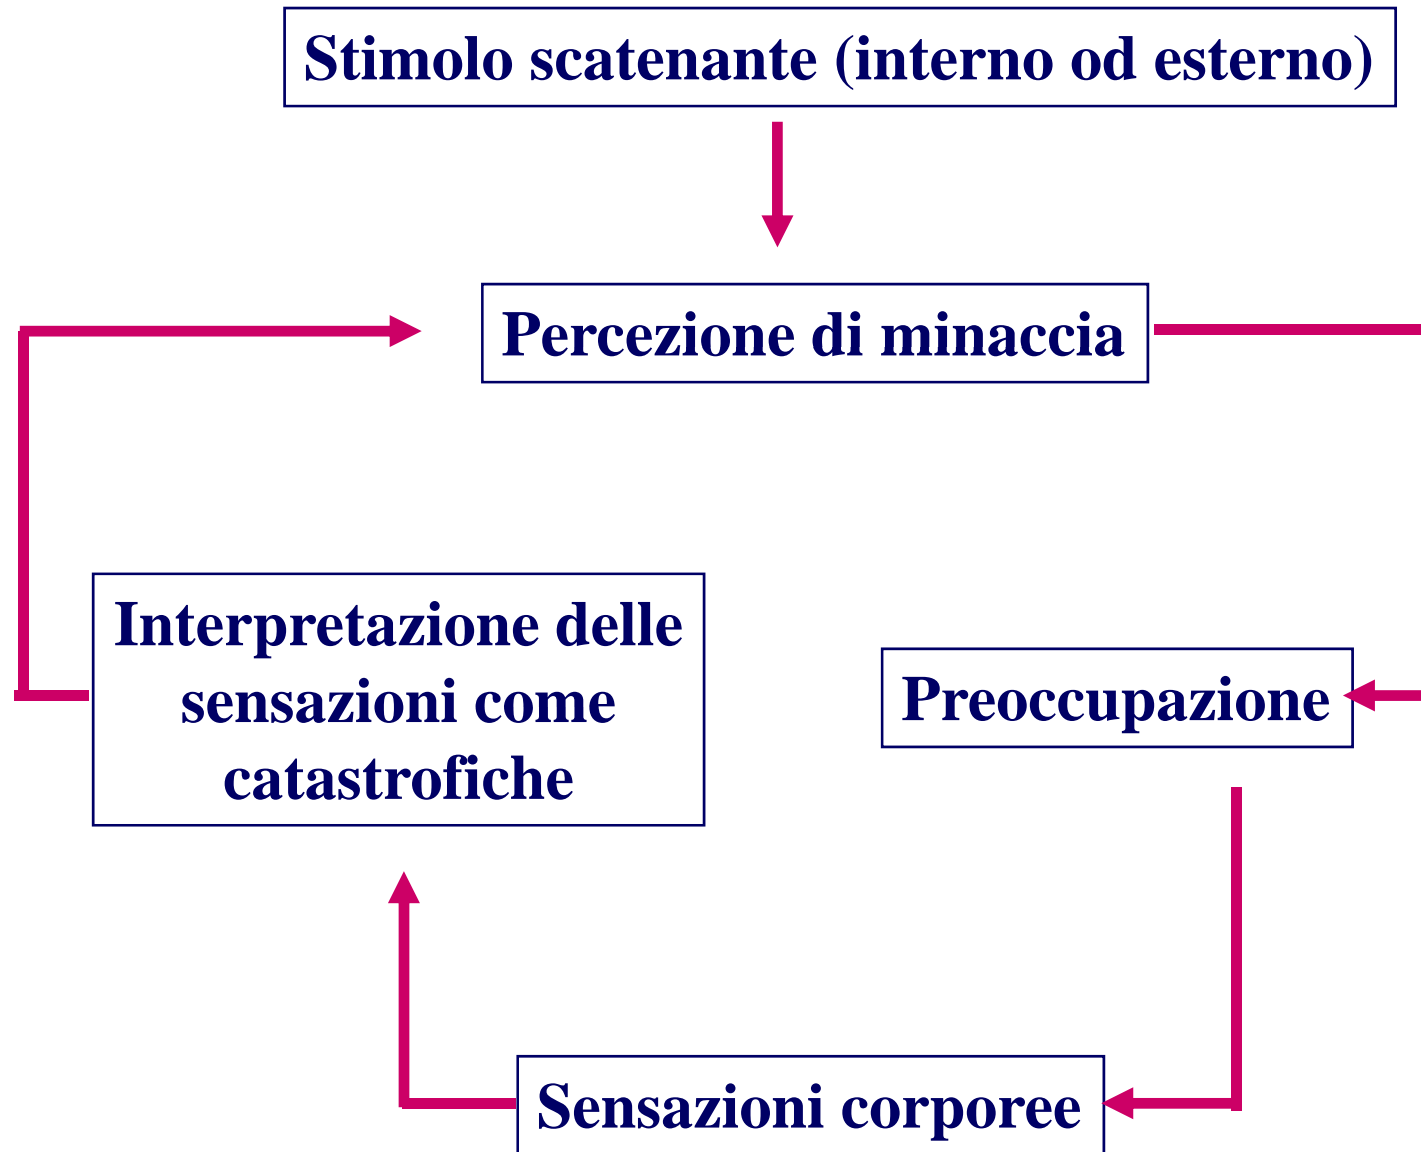 Stimolo scatenante (interno od esterno)
Percezione di minaccia
Interpretazione delle
sensazioni come
catastrofiche
Preoccupazione
Sensazioni corporee